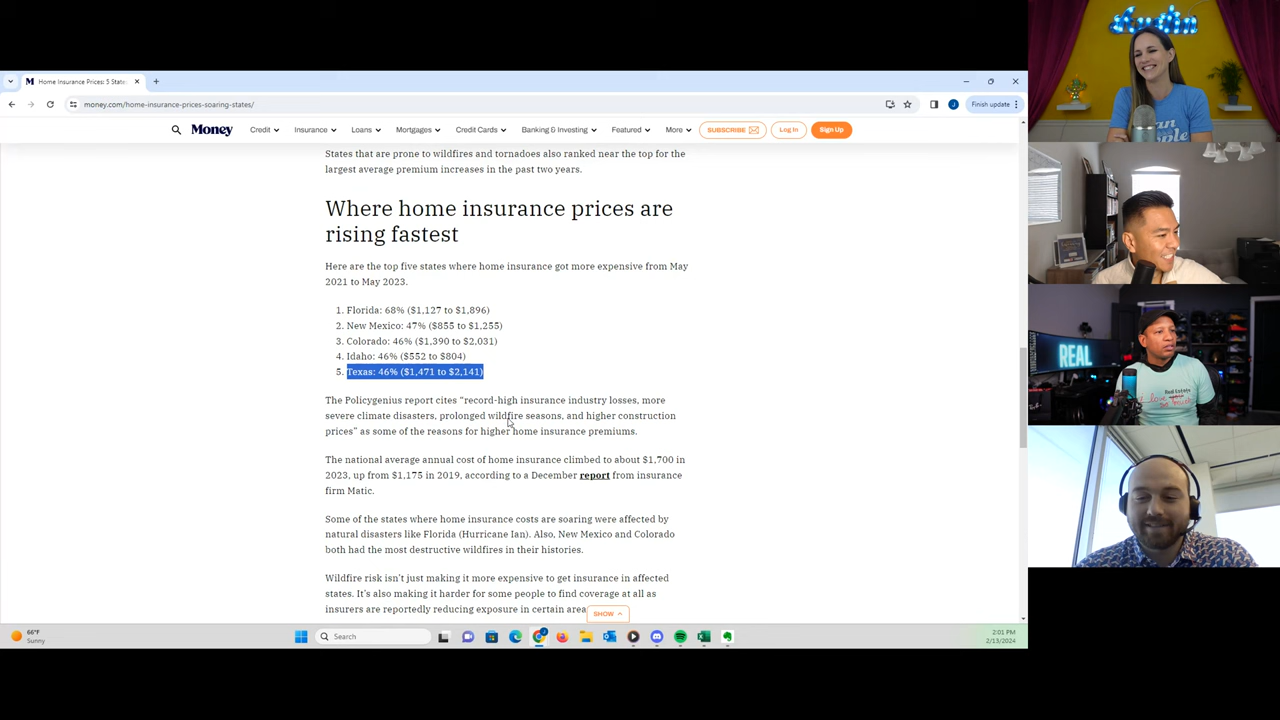 Home Insurance Prices: 5 State
money.com/home-insurance-prices-soaring-states/
J
Finish update
Money
Credit
Insurance
Loans
Mortgages
Credit Cards
Banking & Investing
Featured
More
SUBSCRIBE
Log In
Sign Up
States that are prone to wildfires and tornadoes also ranked near the top for the
largest average premium increases in the past two years.
Where home insurance prices are
rising fastest
Here are the top five states where home insurance got more expensive from May
2021 to May 2023.
1. Florida: 68% ($1,127 to $1,896)
2. New Mexico: 47% ($855 to $1,255)
3. Colorado: 46% ($1,390 to $2,031)
4. Idaho: 46% ($552 to $804)
5. Texas: 46% ($1,471 to $2,141)
The Policygenius report cites “record-high insurance industry losses, more
severe climate disasters, prolonged wildfire seasons, and higher construction
prices” as some of the reasons for higher home insurance premiums.
The national average annual cost of home insurance climbed to about $1,700 in
2023, up from $1,175 in 2019, according to a December report from insurance
firm Matic.
Some of the states where home insurance costs are soaring were affected by
natural disasters like Florida (Hurricane Ian). Also, New Mexico and Colorado
both had the most destructive wildfires in their histories.
Wildfire risk isn’t just making it more expensive to get insurance in affected
states. It’s also making it harder for some people to find coverage at all as
insurers are reportedly reducing exposure in certain area
SHOW
66°F
Sunny
Search
2:01 PM
2/13/2024
Austin
REAL
Real Estate